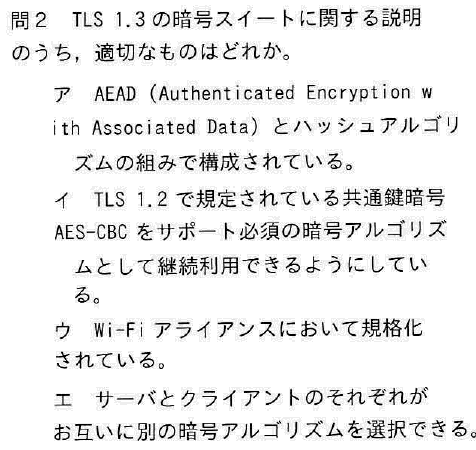 問2 TLS 1.3の暗号スイートに関する説明
のうち，適切なものはどれか。
ア AEAD (Authenticated Encryption w
ith Associated Data) とハッシュアルゴリ
ズムの組みで構成されている。
イ TLS 1.2で規定されている共通鍵暗号
AES-CBCをサポート必須の暗号アルゴリズ
ムとして継続利用できるようにしてい
る。
ウ Wi-Fiアライアンスにおいて規格化
されている。
エ サーバとクライアントのそれぞれが
お互いに別の暗号アルゴリズムを選択できる。